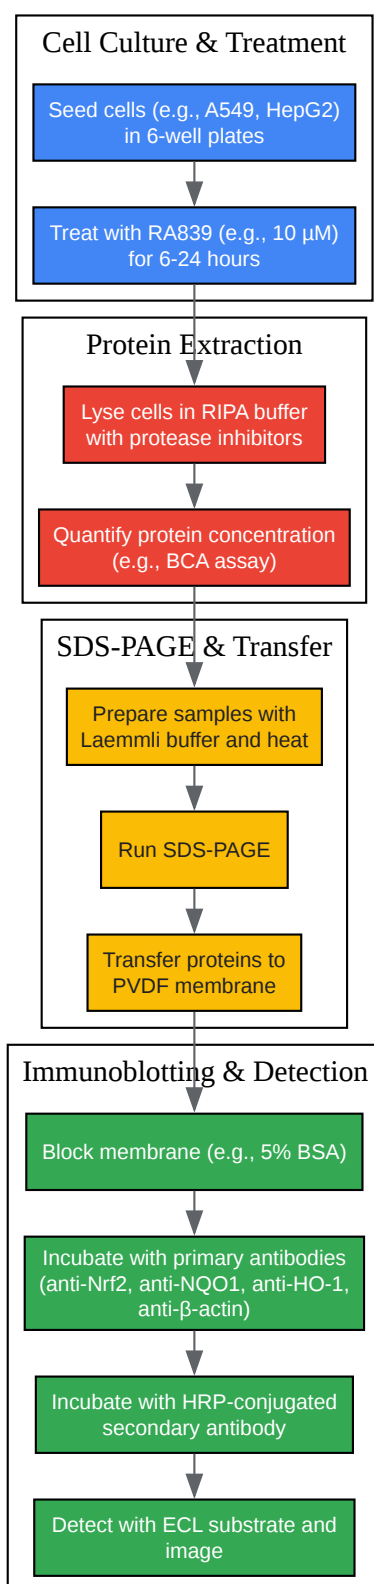 Cell Culture & Treatment
Seed cells (e.g., A549, HepG2)
in 6-well plates
Treat with RA839 (e.g., 10 µM)
for 6-24 hours
Protein Extraction
Lyse cells in RIPA buffer
with protease inhibitors
Quantify protein concentration
(e.g., BCA assay)
SDS-PAGE & Transfer
Prepare samples with
Laemmli buffer and heat
Run SDS-PAGE
Transfer proteins to
PVDF membrane
Immunoblotting & Detection
Block membrane (e.g., 5% BSA)
Incubate with primary antibodies
(anti-Nrf2, anti-NQO1, anti-HO-1,
anti-β-actin)
Incubate with HRP-conjugated
secondary antibody
Detect with ECL substrate and
image